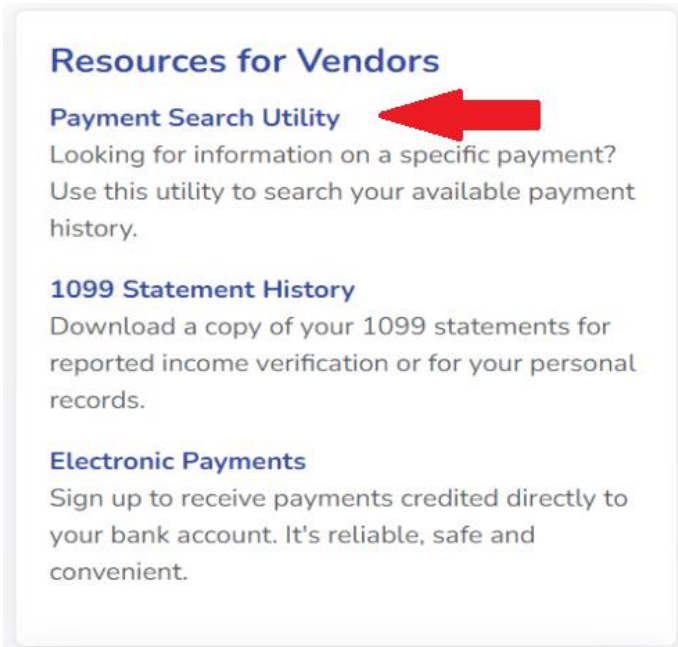 Resources for Vendors
Payment Search Utility
Looking for information on a specific payment?
Use this utility to search your available payment
history.
1099 Statement History
Download a copy of your 1099 statements for
reported income verification or for your personal
records.
Electronic Payments
Sign up to receive payments credited directly to
your bank account. It's reliable, safe and
convenient.